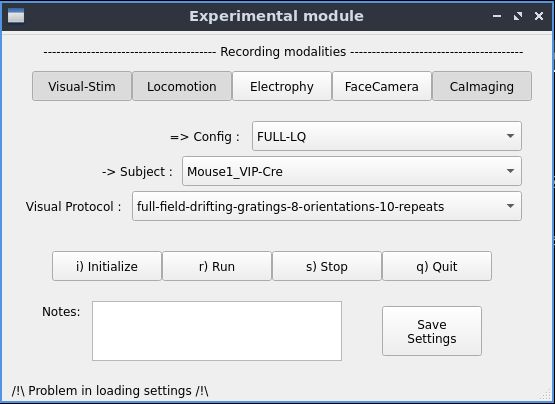 Experimental module
------------------------------------ Recording modalities ------------------------------------
Visual-Stim Locomotion Electrophy FaceCamera CaImaging
=> Config : FULL-LQ
-> Subject : Mouse1_VIP-Cre
Visual Protocol : full-field-drifting-gratings-8-orientations-10-repeats
i) Initialize r) Run s) Stop q) Quit
Notes:
Save
Settings
/!\ Problem in loading settings /!\